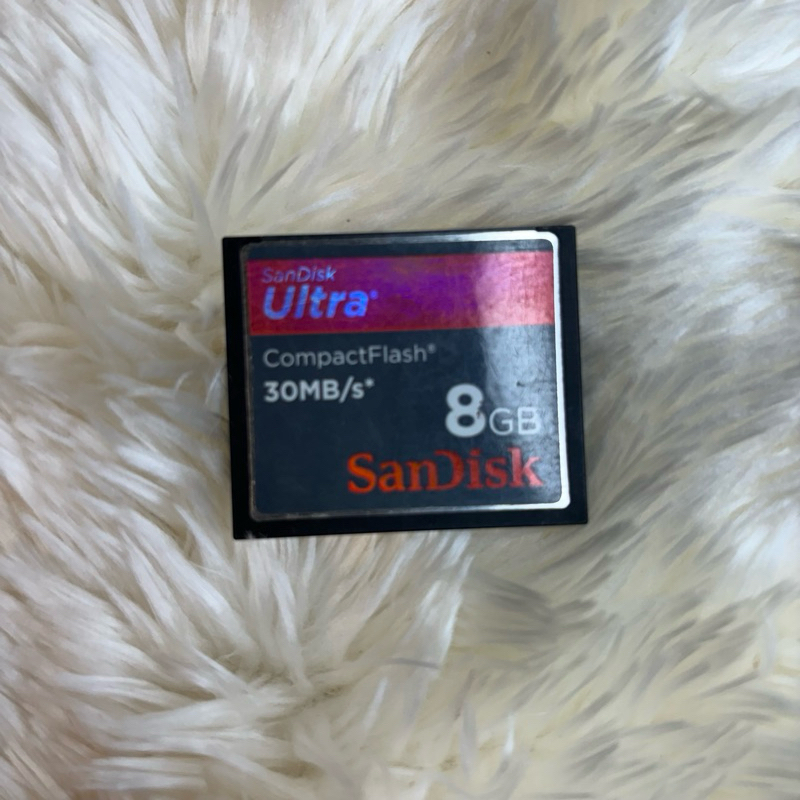 SanDisk
Ultra®
CompactFlash®
30MB/s*
8GB
SanDisk